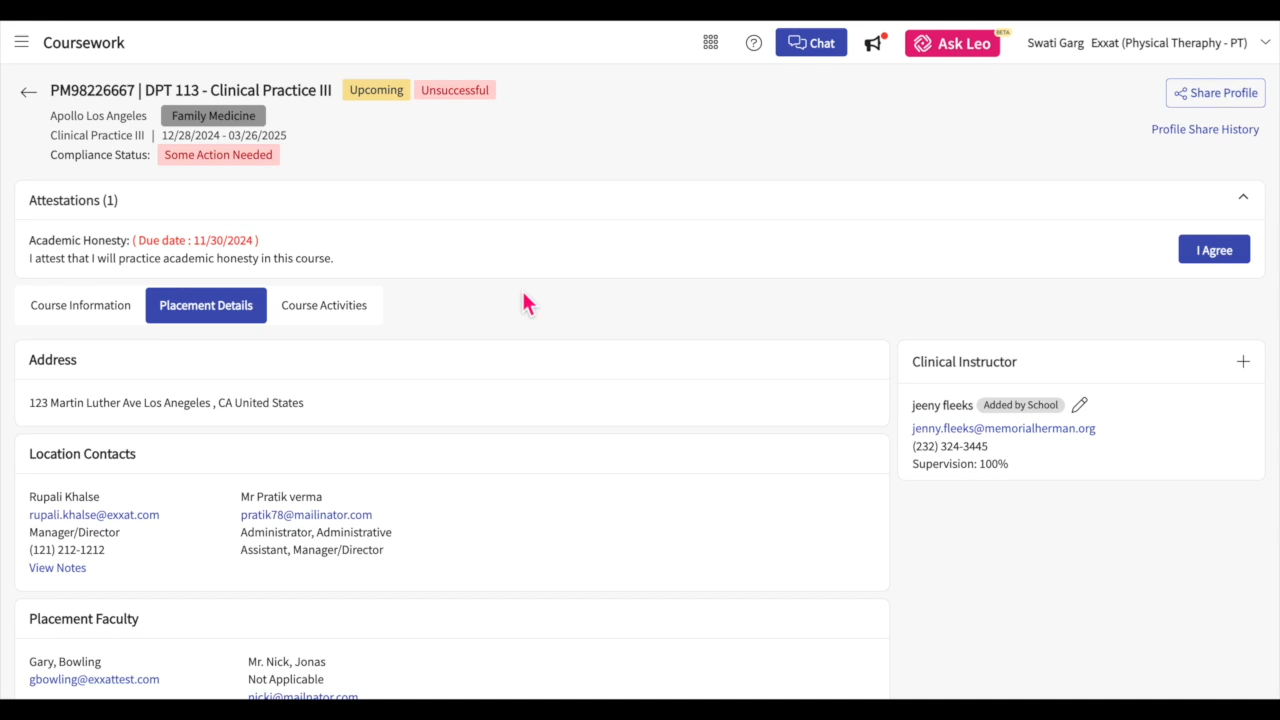 Coursework
Chat
Ask Leo
BETA
Swati Garg Exxat (Physical Theraphy - PT)
PM98226667 | DPT 113 - Clinical Practice III
Upcoming
Unsuccessful
Share Profile
Apollo Los Angeles
Family Medicine
Clinical Practice III | 12/28/2024 - 03/26/2025
Profile Share History
Compliance Status:
Some Action Needed
Attestations (1)
Academic Honesty: ( Due date : 11/30/2024 )
I attest that I will practice academic honesty in this course.
I Agree
Course Information
Placement Details
Course Activities
Address
123 Martin Luther Ave Los Anegeles , CA United States
Clinical Instructor
jeeny fleeks Added by School
jenny.fleeks@memorialherman.org
(232) 324-3445
Supervision: 100%
Location Contacts
Rupali Khalse
rupali.khalse@exxat.com
Manager/Director
(121) 212-1212
View Notes
Mr Pratik verma
pratik78@mailinator.com
Administrator, Administrative
Assistant, Manager/Director
Placement Faculty
Gary, Bowling
gbowling@exxattest.com
Mr. Nick, Jonas
Not Applicable
nicki@mailnator.com